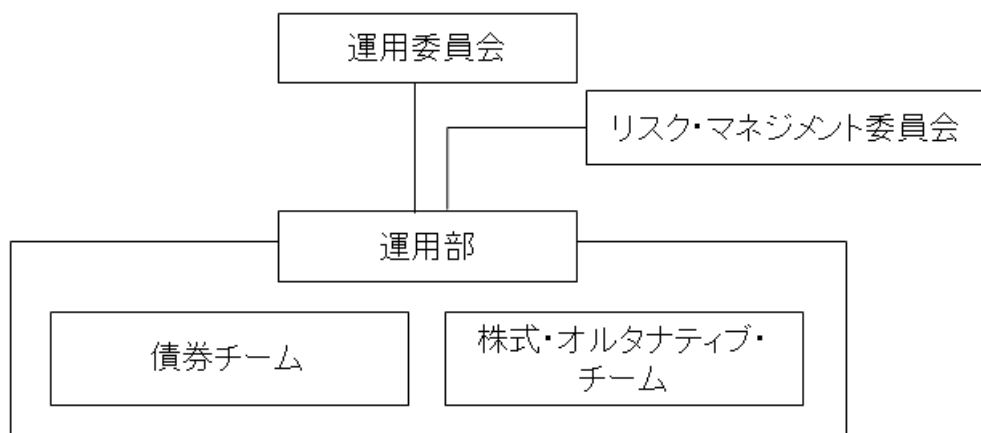 運用委員会
リスク・マネジメント委員会
運用部
債券チーム
株式・オルタナティブ・
チーム